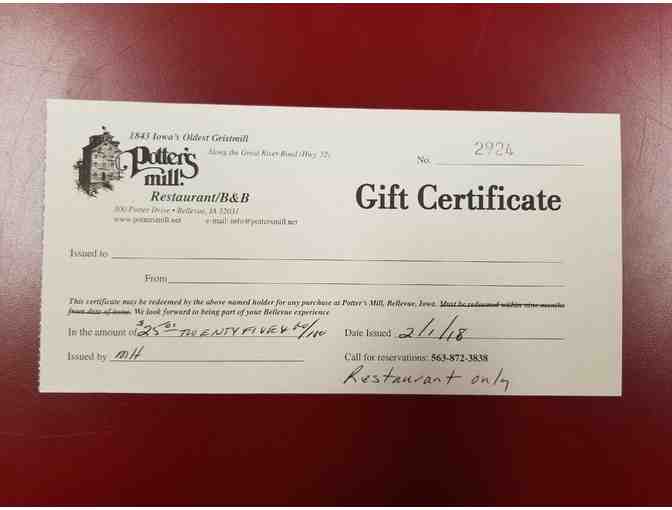 1843 Iowa's Oldest Geistmill
Along the Great River Road (Hwy. 52)
No. 2924
Potter's
mill.
Restaurant/B&B
300 Potter Drive • Bellevue, IA 52031
www.pottersmill.net e-mail: info@pottersmill.net
Gift Certificate
Issued to
From
This certificate may be redeemed by the above named holder for any purchase at Potter's Mill, Bellevue, Iowa. Must be redeemed within nine months
from date of issue. We look forward to being part of your Bellevue experience
In the amount of $25.00 TWENTY FIVE & 00/100 Date Issued 2/1/18
Issued by MH Call for reservations: 563-872-3838
Restaurant only